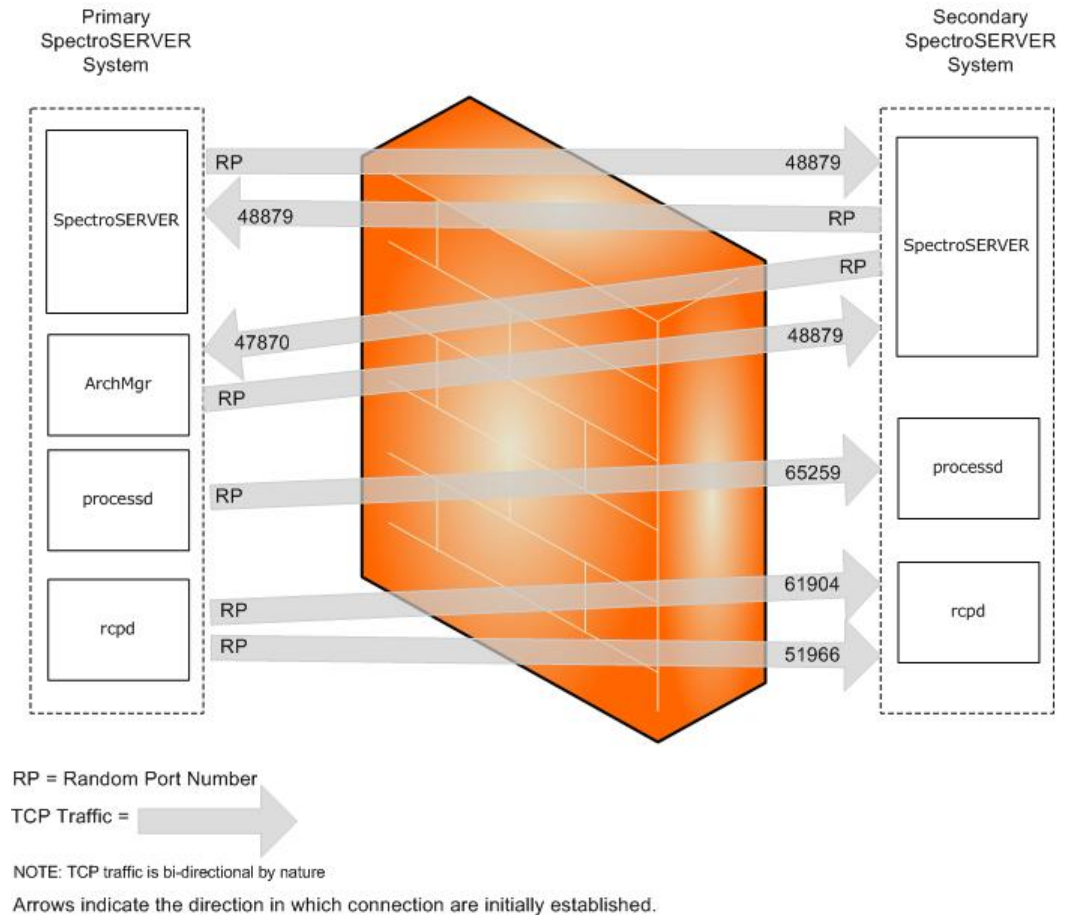 Primary
SpectroSERVER
System
Secondary
SpectroSERVER
System
RP
48879
SpectroSERVER
48879
RP
SpectroSERVER
RP
47870
48879
ArchMgr
RP
65259
processd
processd
RP
61904
rcpd
RP
rcpd
RP
51966
RP = Random Port Number
TCP Traffic =
NOTE: TCP traffic is bi-directional by nature
Arrows indicate the direction in which connection are initially established.